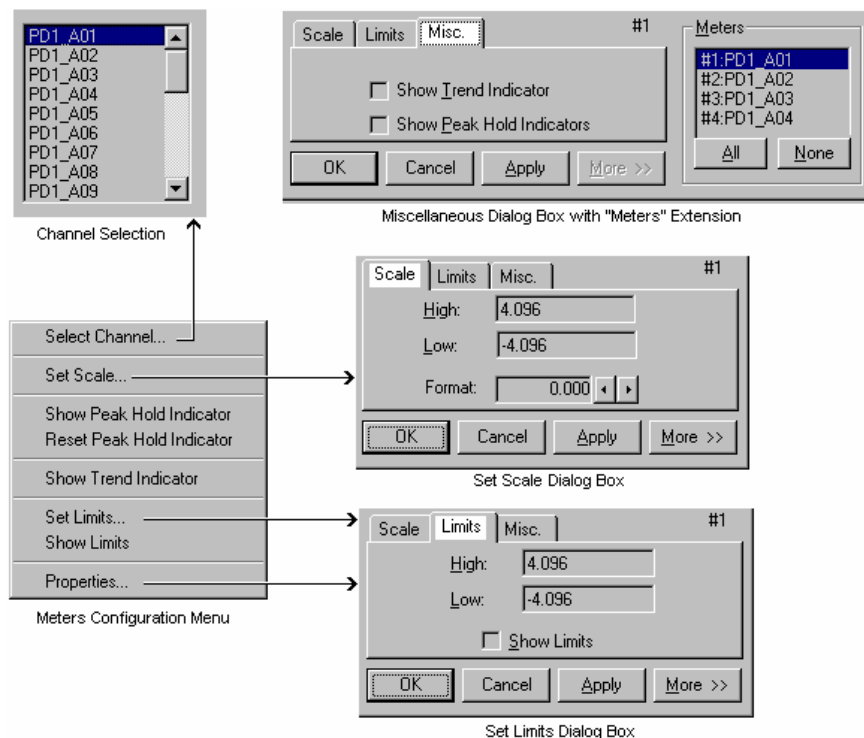 PD1_A01
PD1_A02
PD1_A03
PD1_A04
PD1_A05
PD1_A06
PD1_A07
PD1_A08
PD1_A09
Channel Selection
Scale Limits Misc. #1
Show Trend Indicator
Show Peak Hold Indicators
OK Cancel Apply More >>
Meters
#1:PD1_A01
#2:PD1_A02
#3:PD1_A03
#4:PD1_A04
All None
Miscellaneous Dialog Box with "Meters" Extension
Select Channel...
Set Scale...
Show Peak Hold Indicator
Reset Peak Hold Indicator
Show Trend Indicator
Set Limits...
Show Limits
Properties...
Meters Configuration Menu
Scale Limits Misc. #1
High: 4.096
Low: -4.096
Format: 0.000
OK Cancel Apply More >>
Set Scale Dialog Box
Scale Limits Misc. #1
High: 4.096
Low: -4.096
Show Limits
OK Cancel Apply More >>
Set Limits Dialog Box